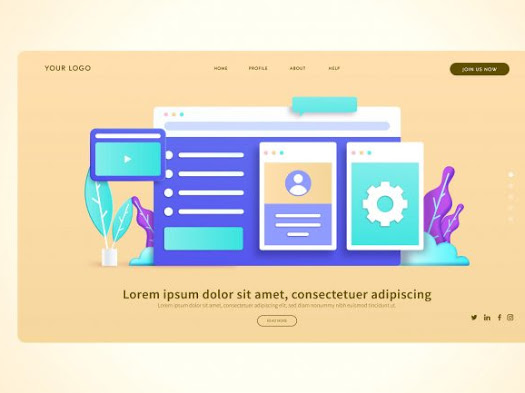 YOUR LOGO
HOME PROFILE ABOUT HELP
JOIN US NOW
Lorem ipsum dolor sit amet, consectetuer adipiscing
Lorem ipsum dolor sit amet, consectetuer adipiscing elit, sed diam nonummy nibh euismod tincidunt ut.
READ MORE